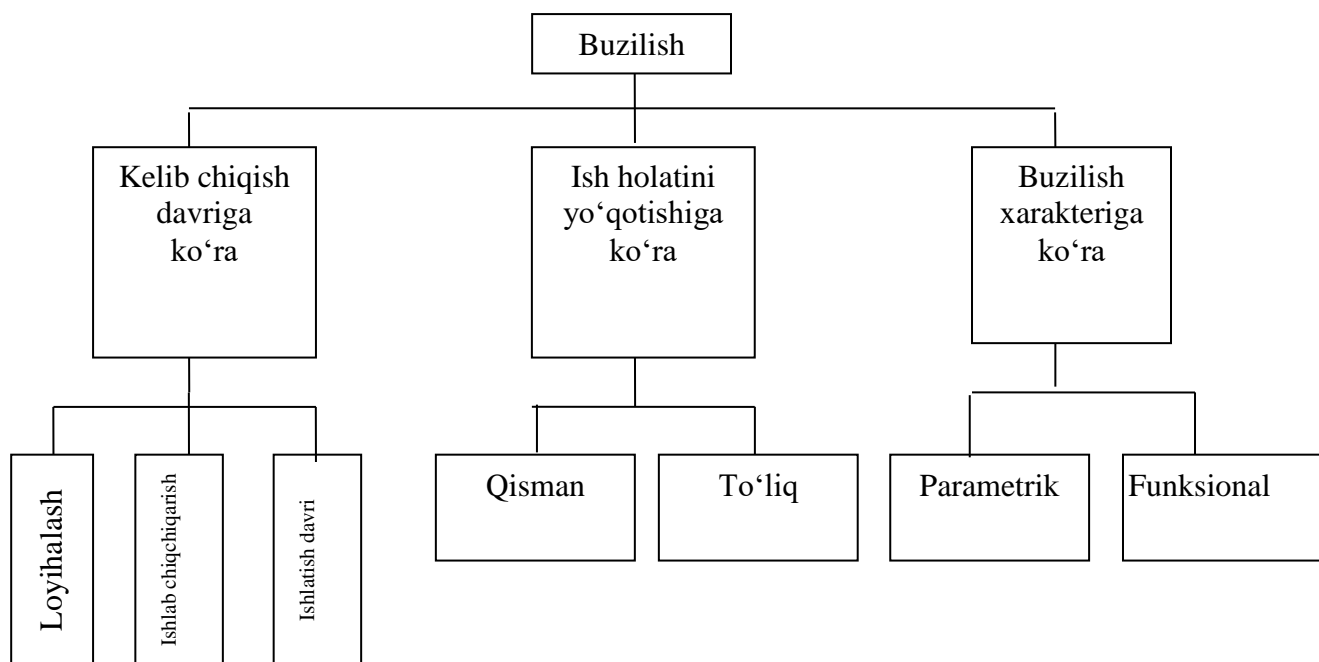 Buzilish
Kelib chiqish
davriga
ko‘ra
Ish holatini
yo‘qotishiga
ko‘ra
Buzilish
xarakteriga
ko‘ra
Loyihalash
Ishlab chiqchiqarish
Ishlatish davri
Qisman
To‘liq
Parametrik
Funksional